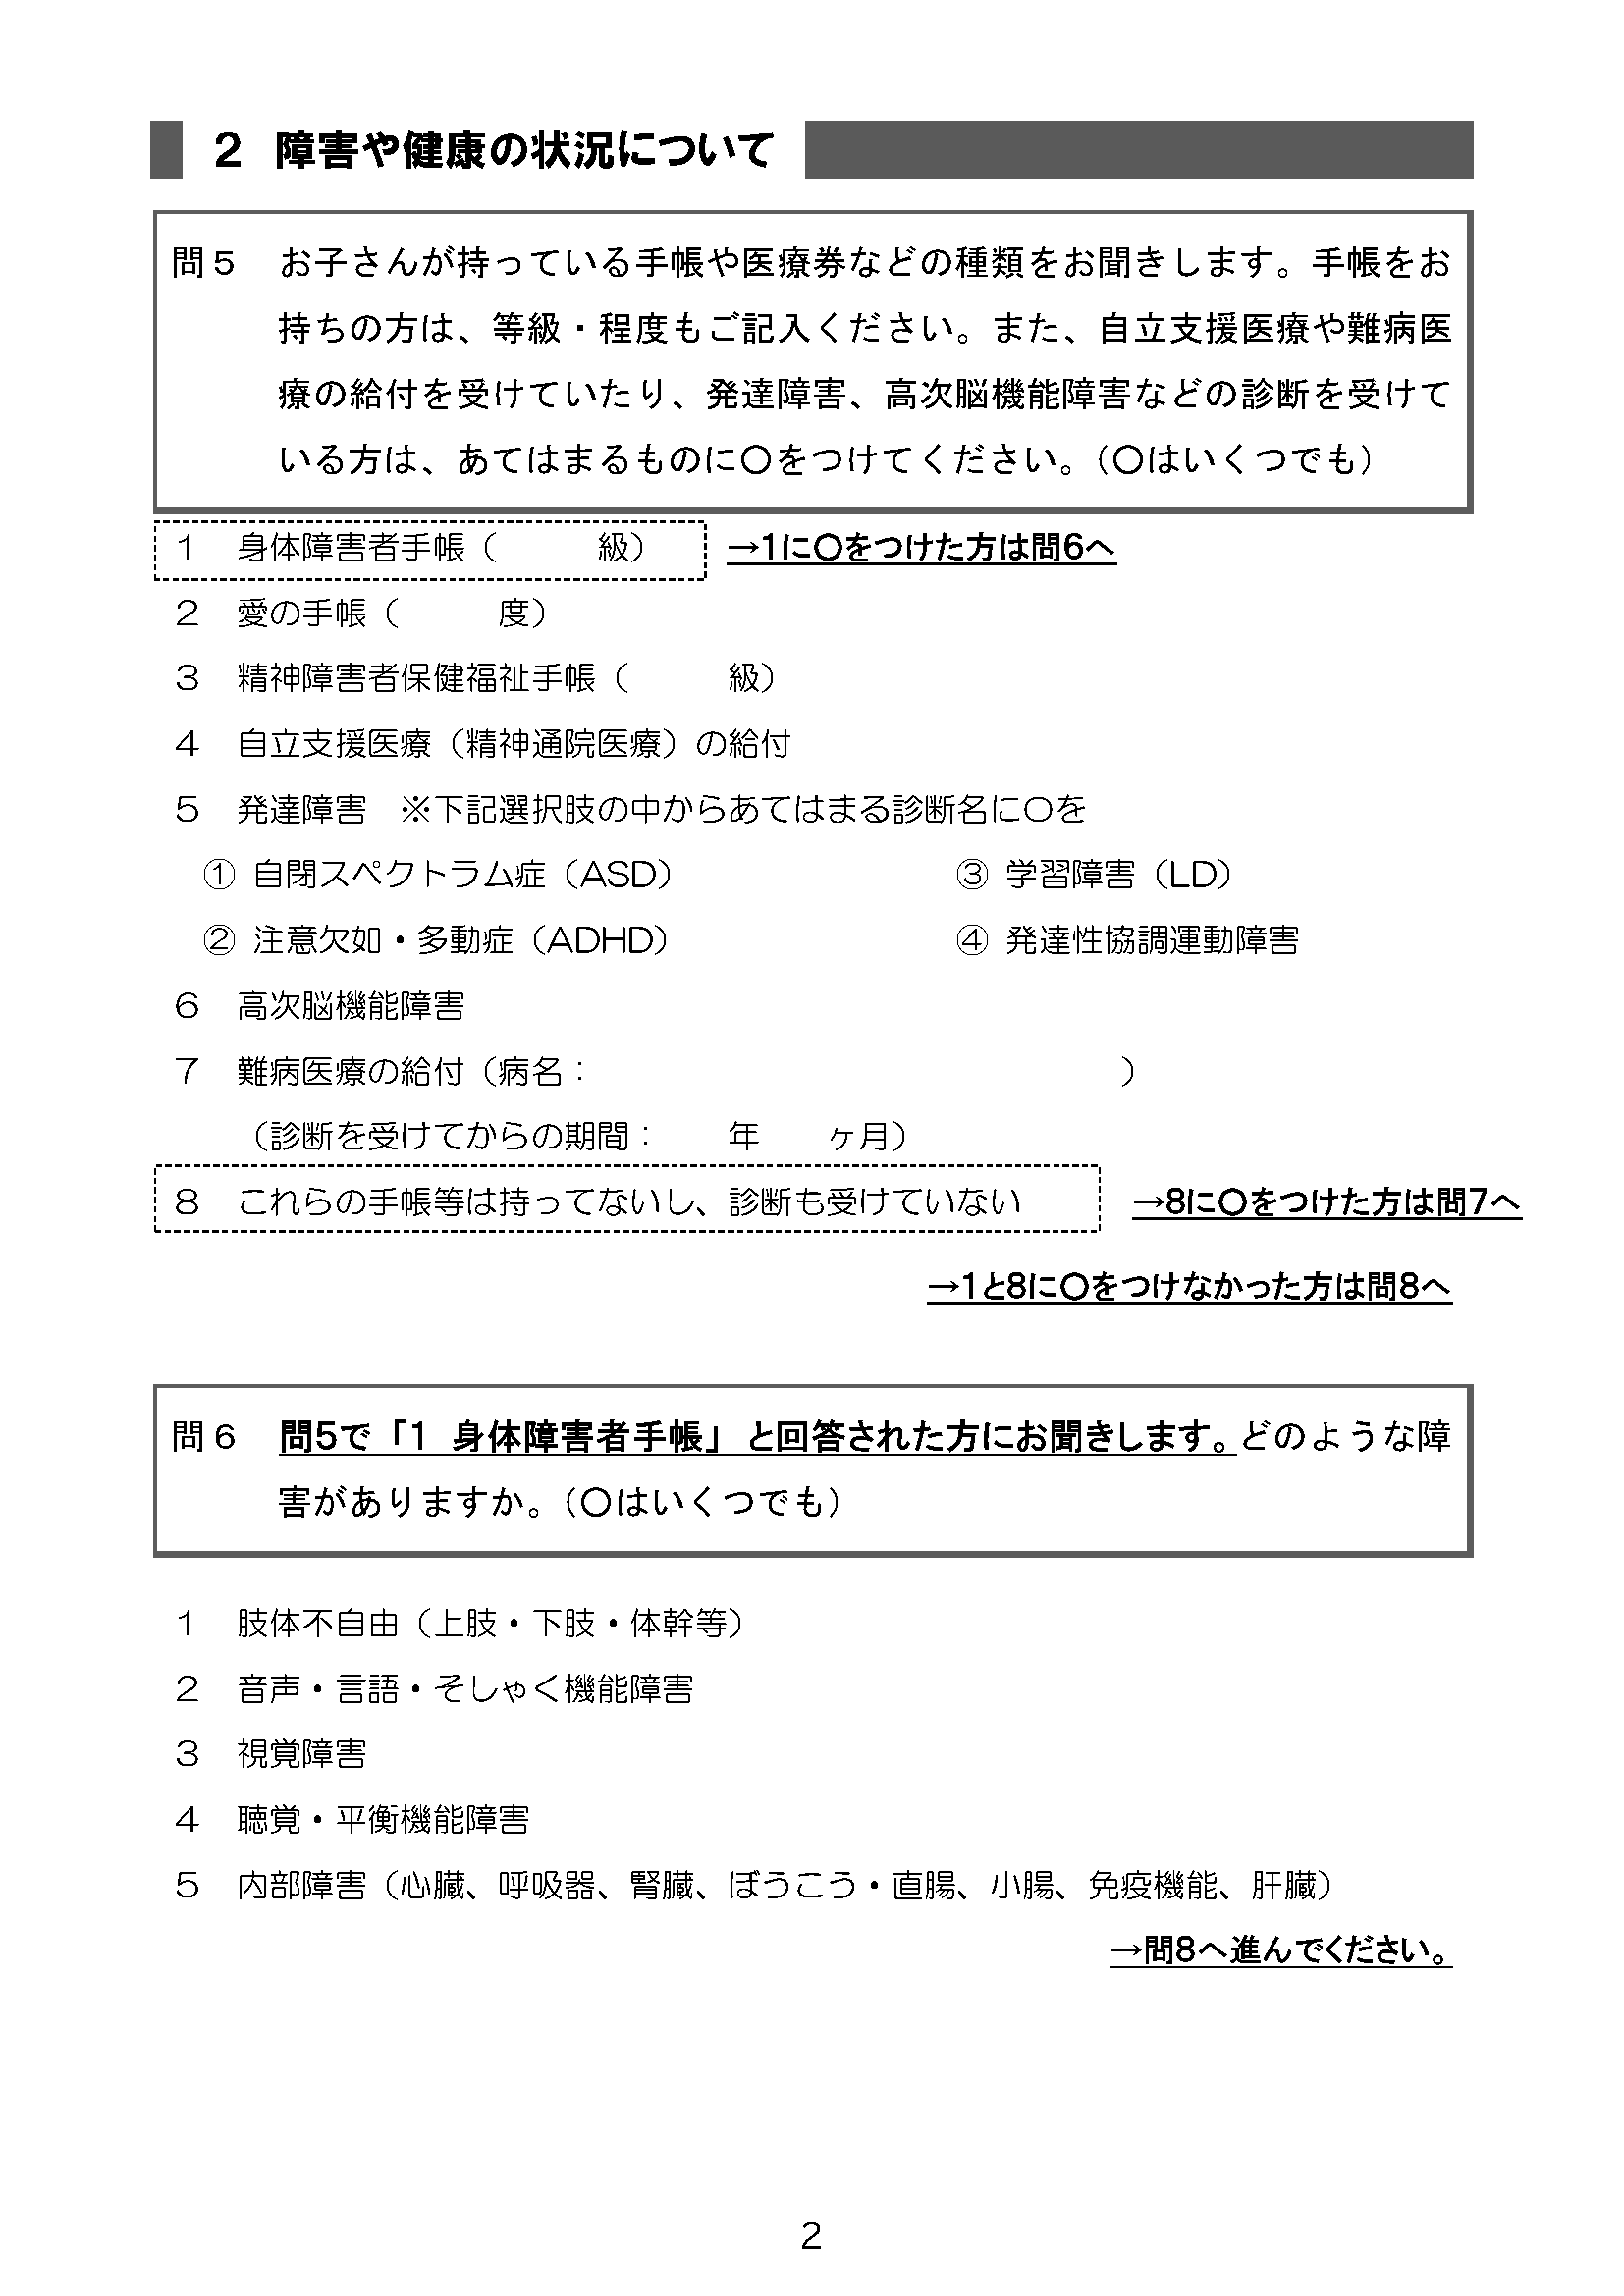 ２　障害や健康の状況について
問５　お子さんが持っている手帳や医療券などの種類をお聞きします。手帳をお
持ちの方は、等級・程度もご記入ください。また、自立支援医療や難病医
療の給付を受けていたり、発達障害、高次脳機能障害などの診断を受けて
いる方は、あてはまるものに〇をつけてください。（〇はいくつでも）
１　身体障害者手帳（　　　級）　→1に〇をつけた方は問6へ
２　愛の手帳（　　　度）
３　精神障害者保健福祉手帳（　　　級）
４　自立支援医療（精神通院医療）の給付
５　発達障害　※下記選択肢の中からあてはまる診断名に〇を
① 自閉スペクトラム症（ASD）　③ 学習障害（LD）
② 注意欠如・多動症（ADHD）　④ 発達性協調運動障害
６　高次脳機能障害
７　難病医療の給付（病名：　　　　　　　　　　　　　　　　）
（診断を受けてからの期間：　　年　　ヶ月）
８　これらの手帳等は持ってないし、診断も受けていない　→8に〇をつけた方は問7へ
→1と8に〇をつけなかった方は問8へ
問６　問5で「1　身体障害者手帳」と回答された方にお聞きします。どのような障
害がありますか。（〇はいくつでも）
１　肢体不自由（上肢・下肢・体幹等）
２　音声・言語・そしゃく機能障害
３　視覚障害
４　聴覚・平衡機能障害
５　内部障害（心臓、呼吸器、腎臓、ぼうこう・直腸、小腸、免疫機能、肝臓）
→問8へ進んでください。
2